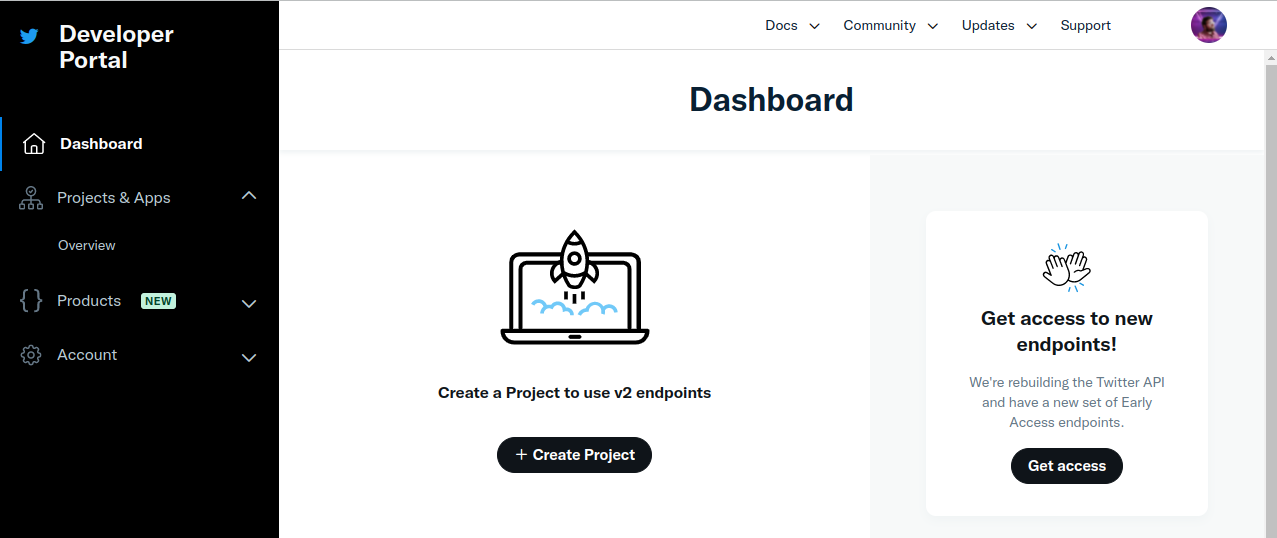 Developer
Portal
Docs
Community
Updates
Support
Dashboard
Dashboard
Projects & Apps
Overview
Products NEW
Account
Create a Project to use v2 endpoints
+ Create Project
Get access to new
endpoints!
We're rebuilding the Twitter API
and have a new set of Early
Access endpoints.
Get access